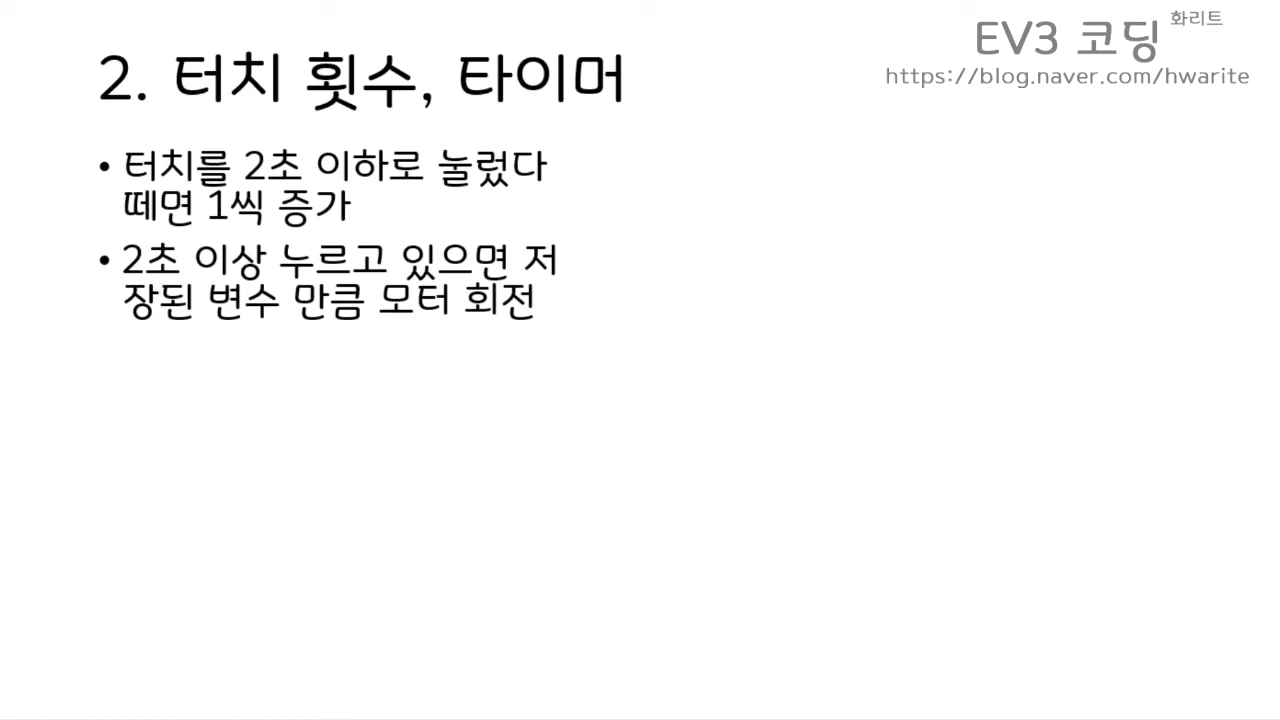 화리트
EV3 코딩
https://blog.naver.com/hwarite
2. 터치 횟수, 타이머
• 터치를 2초 이하로 눌렀다
떼면 1씩 증가
• 2초 이상 누르고 있으면 저
장된 변수 만큼 모터 회전